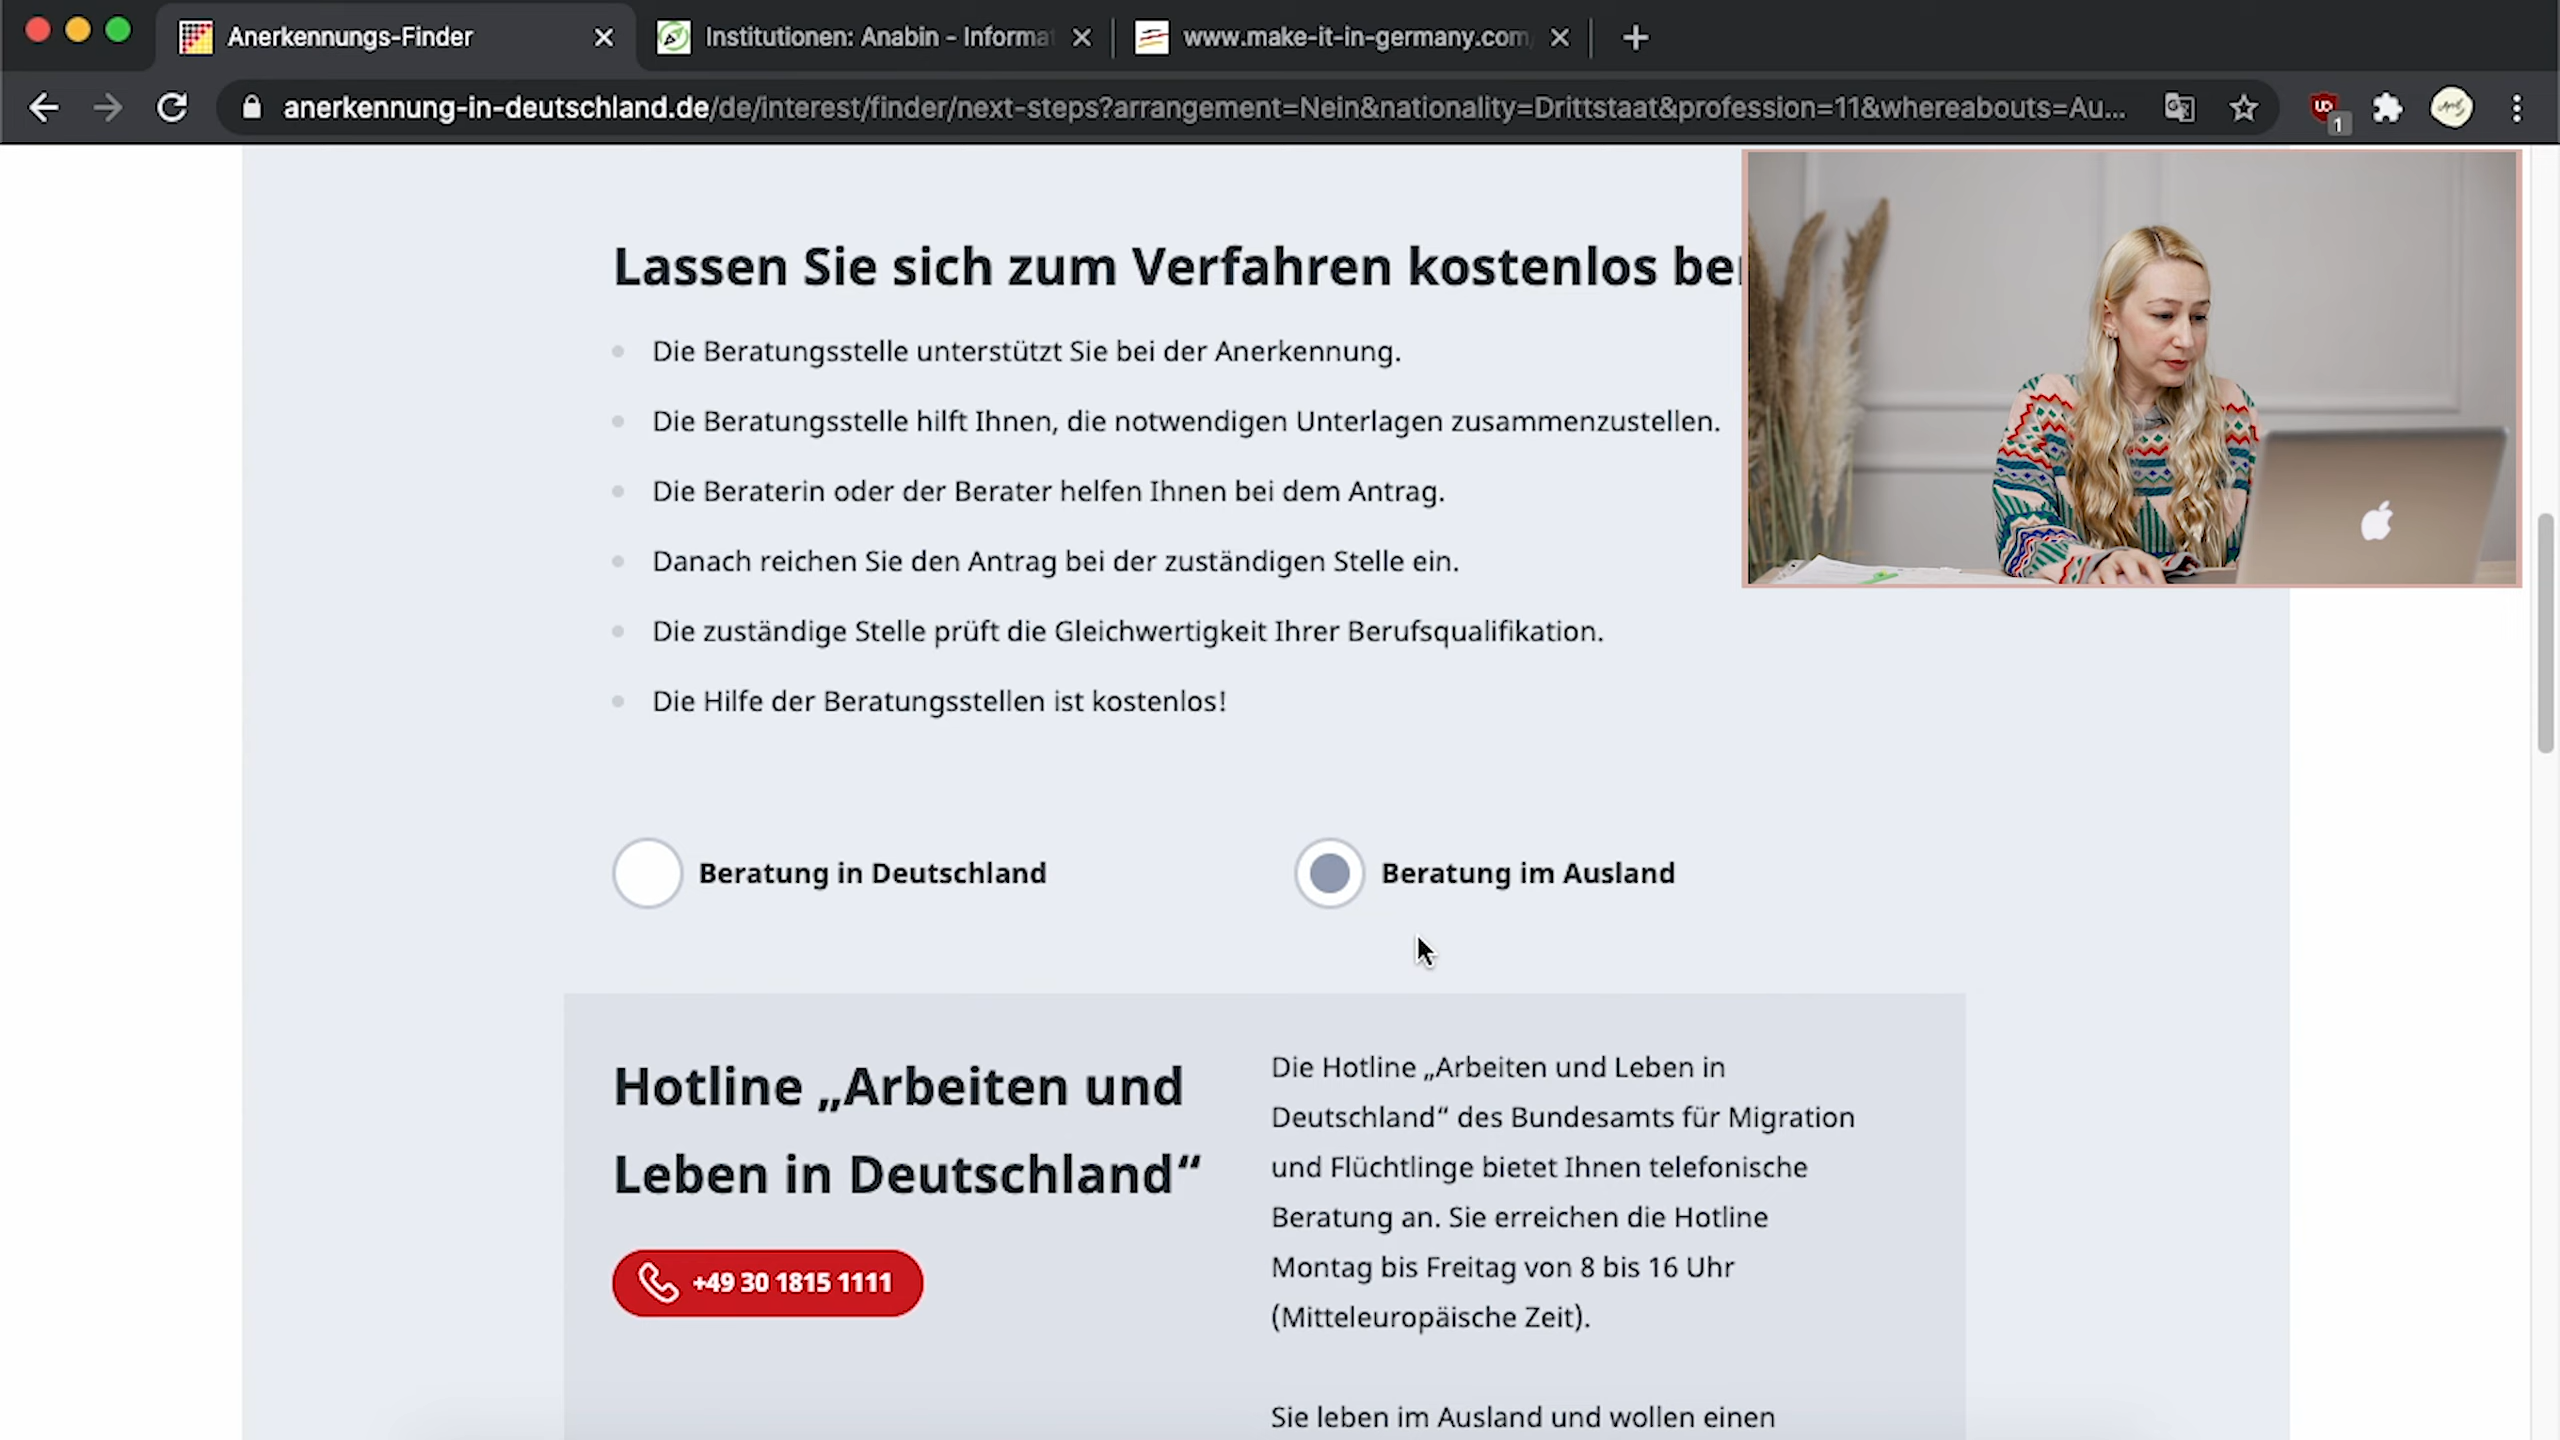 Anerkennungs-Finder
Institutionen: Anabin - Informa
www.make-it-in-germany.com
anerkennung-in-deutschland.de/de/interest/finder/next-steps?arrangement=Nein&nationality=Drittstaat&profession=11&whereabouts=Au...
1
Lassen Sie sich zum Verfahren kostenlos be
Die Beratungsstelle unterstützt Sie bei der Anerkennung.
Die Beratungsstelle hilft Ihnen, die notwendigen Unterlagen zusammenzustellen.
Die Beraterin oder der Berater helfen Ihnen bei dem Antrag.
Danach reichen Sie den Antrag bei der zuständigen Stelle ein.
Die zuständige Stelle prüft die Gleichwertigkeit Ihrer Berufsqualifikation.
Die Hilfe der Beratungsstellen ist kostenlos!
Beratung in Deutschland
Beratung im Ausland
Hotline „Arbeiten und
Leben in Deutschland“
+49 30 1815 1111
Die Hotline „Arbeiten und Leben in
Deutschland“ des Bundesamts für Migration
und Flüchtlinge bietet Ihnen telefonische
Beratung an. Sie erreichen die Hotline
Montag bis Freitag von 8 bis 16 Uhr
(Mitteleuropäische Zeit).
Sie leben im Ausland und wollen einen